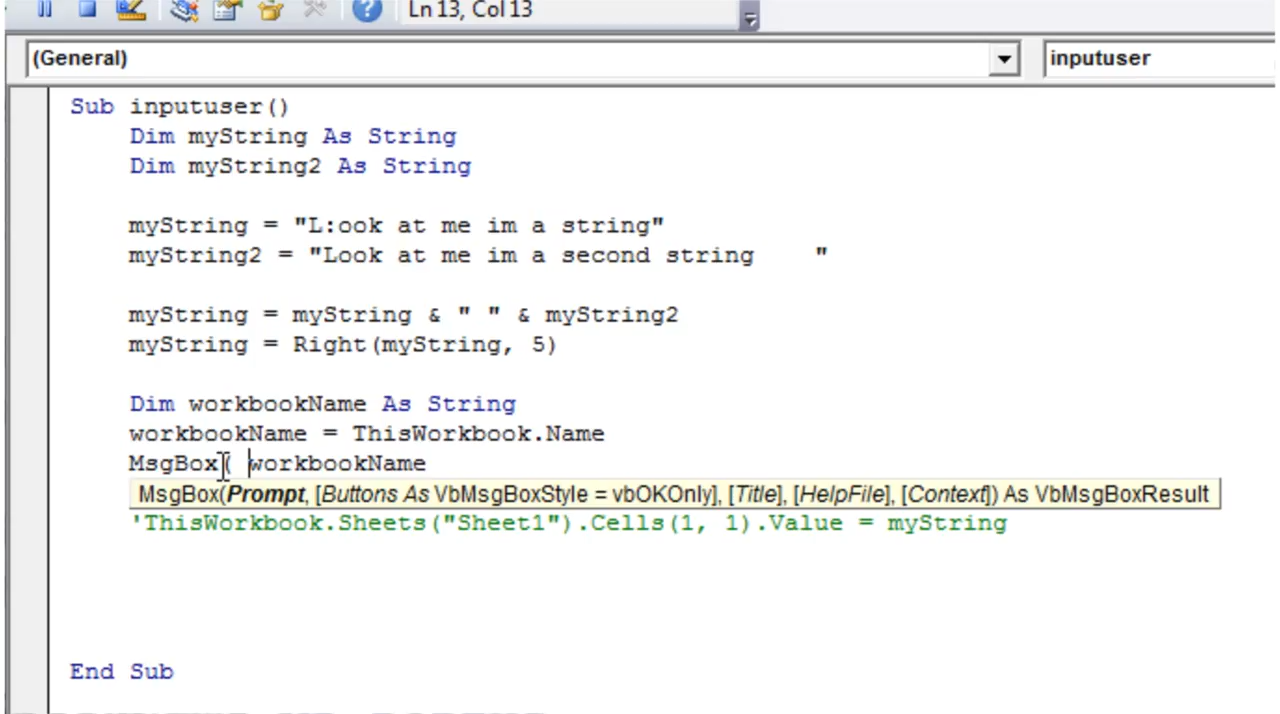 Ln 13, Col 13
(General) inputuser
Sub inputuser()
Dim myString As String
Dim myString2 As String
myString = "L:ook at me im a string"
myString2 = "Look at me im a second string    "
myString = myString & " " & myString2
myString = Right(myString, 5)
Dim workbookName As String
workbookName = ThisWorkbook.Name
MsgBox( workbookName
MsgBox(Prompt, [Buttons As VbMsgBoxStyle = vbOKOnly], [Title], [HelpFile], [Context]) As VbMsgBoxResult
'ThisWorkbook.Sheets("Sheet1").Cells(1, 1).Value = myString
End Sub